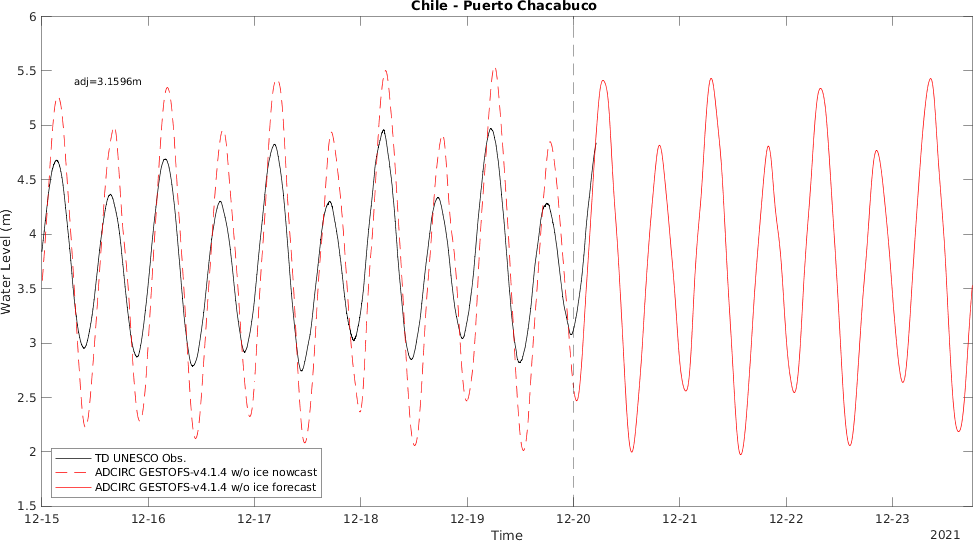 Chile - Puerto Chacabuco
6
5.5
5
4.5
4
3.5
3
2.5
2
1.5
Water Level (m)
adj=3.1596m
TD UNESCO Obs.
ADCIRC GESTOFS-v4.1.4 w/o ice nowcast
ADCIRC GESTOFS-v4.1.4 w/o ice forecast
12-15 12-16 12-17 12-18 12-19 12-20 12-21 12-22 12-23
Time
2021